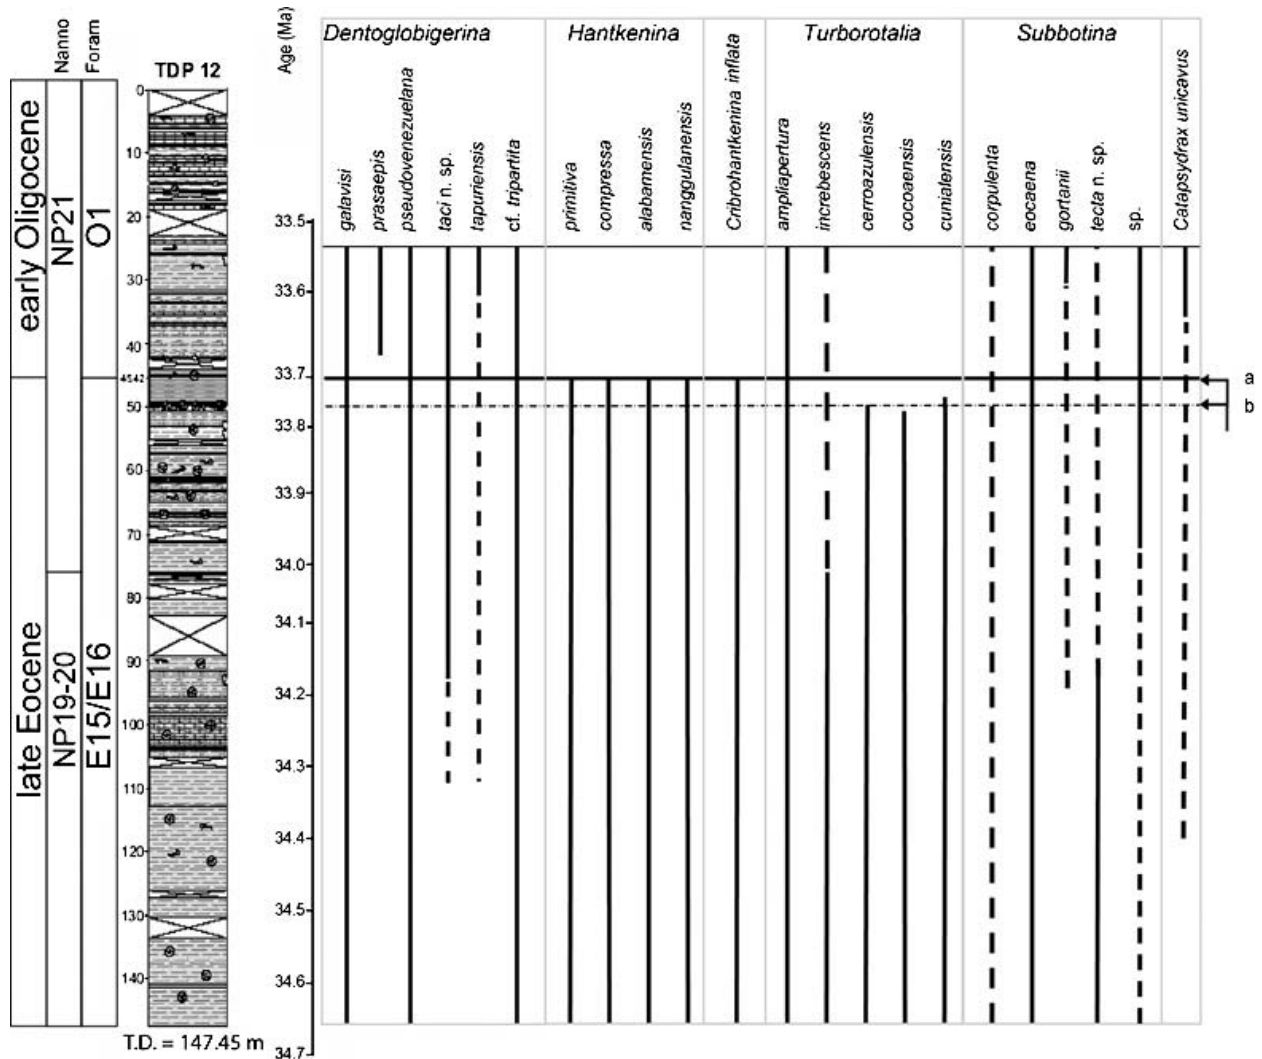 Nanno
Foram
TDP 12
Age (Ma)
Dentoglobigerina
Hantkenina
Cribrohantkenina inflata
Turborotalia
Subbotina
Catapsydrax unicavus
galavisi
prasaepis
pseudovenezuelana
taci n. sp.
tapuriensis
cf. tripartita
primitiva
compressa
alabamensis
nanggulanensis
ampliapertura
increbescens
cerroazulensis
cocoaensis
cunialensis
corpulenta
eocaena
gortanii
tecta n. sp.
sp.
early Oligocene
NP21
O1
late Eocene
NP19-20
E15/E16
0
10
20
30
40
4542
50
60
70
80
90
100
110
120
130
140
T.D. = 147.45 m
33.5
33.6
33.7
33.8
33.9
34.0
34.1
34.2
34.3
34.4
34.5
34.6
34.7
a
b